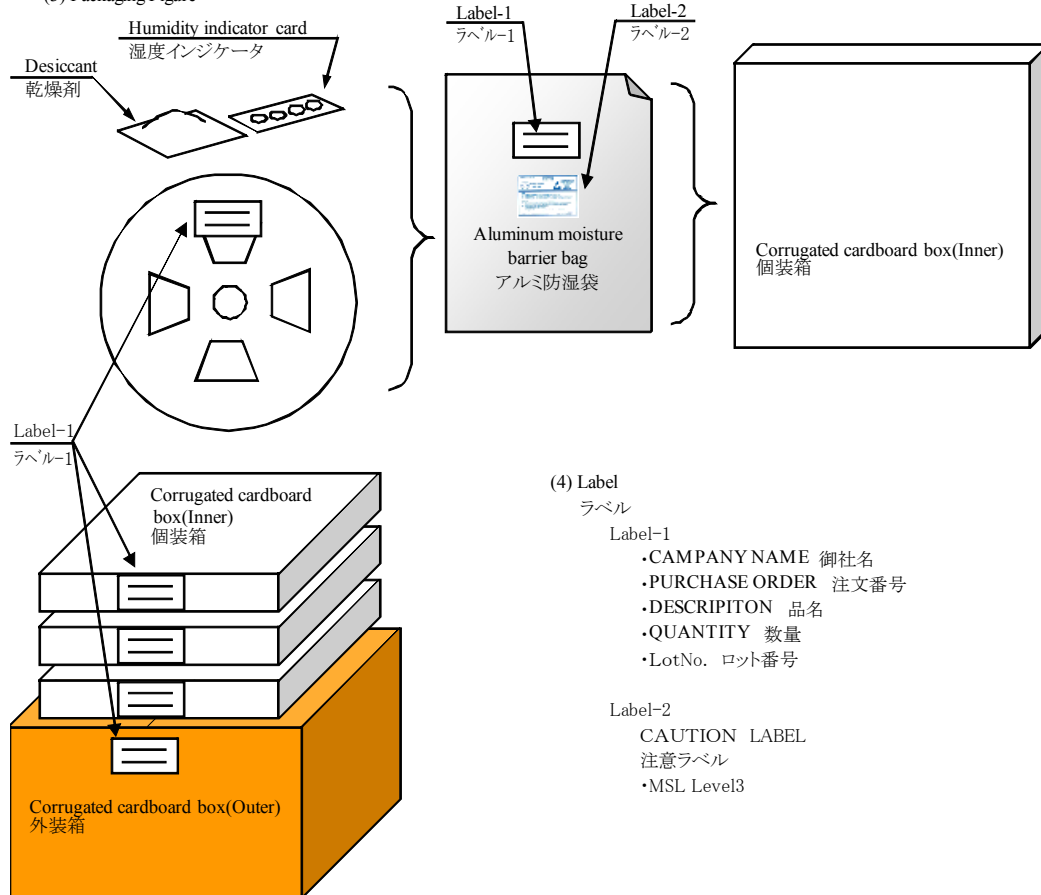 (3) Packaging Figure
Humidity indicator card
湿度インジケータ
Desiccant
乾燥剤
Label-1
ラベル-1
Label-2
ラベル-2
Aluminum moisture
barrier bag
アルミ防湿袋
Corrugated cardboard box(Inner)
個装箱
Label-1
ラベル-1
Corrugated cardboard
box(Inner)
個装箱
Corrugated cardboard box(Outer)
外装箱
(4) Label
ラベル
Label-1
・CAMPANY NAME 御社名
・PURCHASE ORDER 注文番号
・DESCRIPITON 品名
・QUANTITY 数量
・LotNo. ロット番号
Label-2
CAUTION LABEL
注意ラベル
・MSL Level3